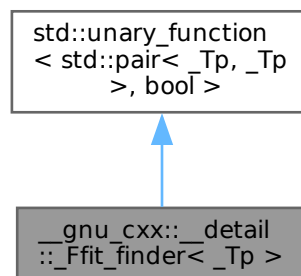 std::unary_function
< std::pair< _Tp, _Tp
>, bool >
__gnu_cxx::__detail
::_Ffit_finder< _Tp >